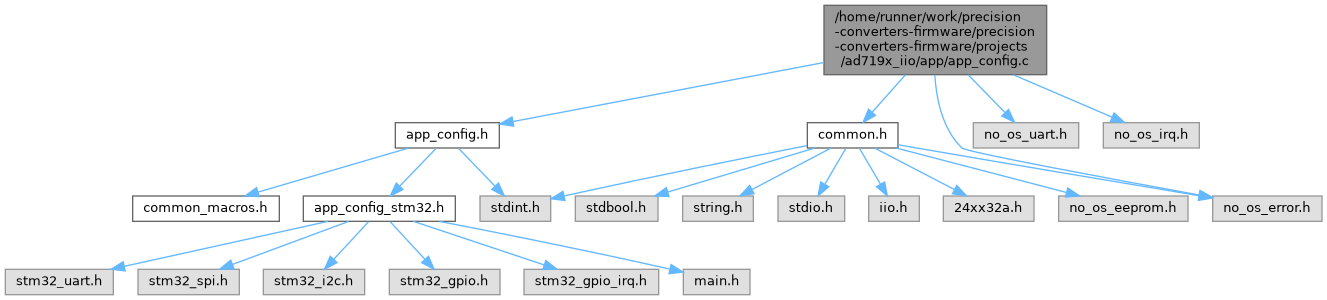 /home/runner/work/precision
-converters-firmware/precision
-converters-firmware/projects
/ad719x_iio/app/app_config.c
app_config.h
common.h
no_os_uart.h
no_os_irq.h
common_macros.h
app_config_stm32.h
stdint.h
stdbool.h
string.h
stdio.h
iio.h
24xx32a.h
no_os_eeprom.h
no_os_error.h
stm32_uart.h
stm32_spi.h
stm32_i2c.h
stm32_gpio.h
stm32_gpio_irq.h
main.h